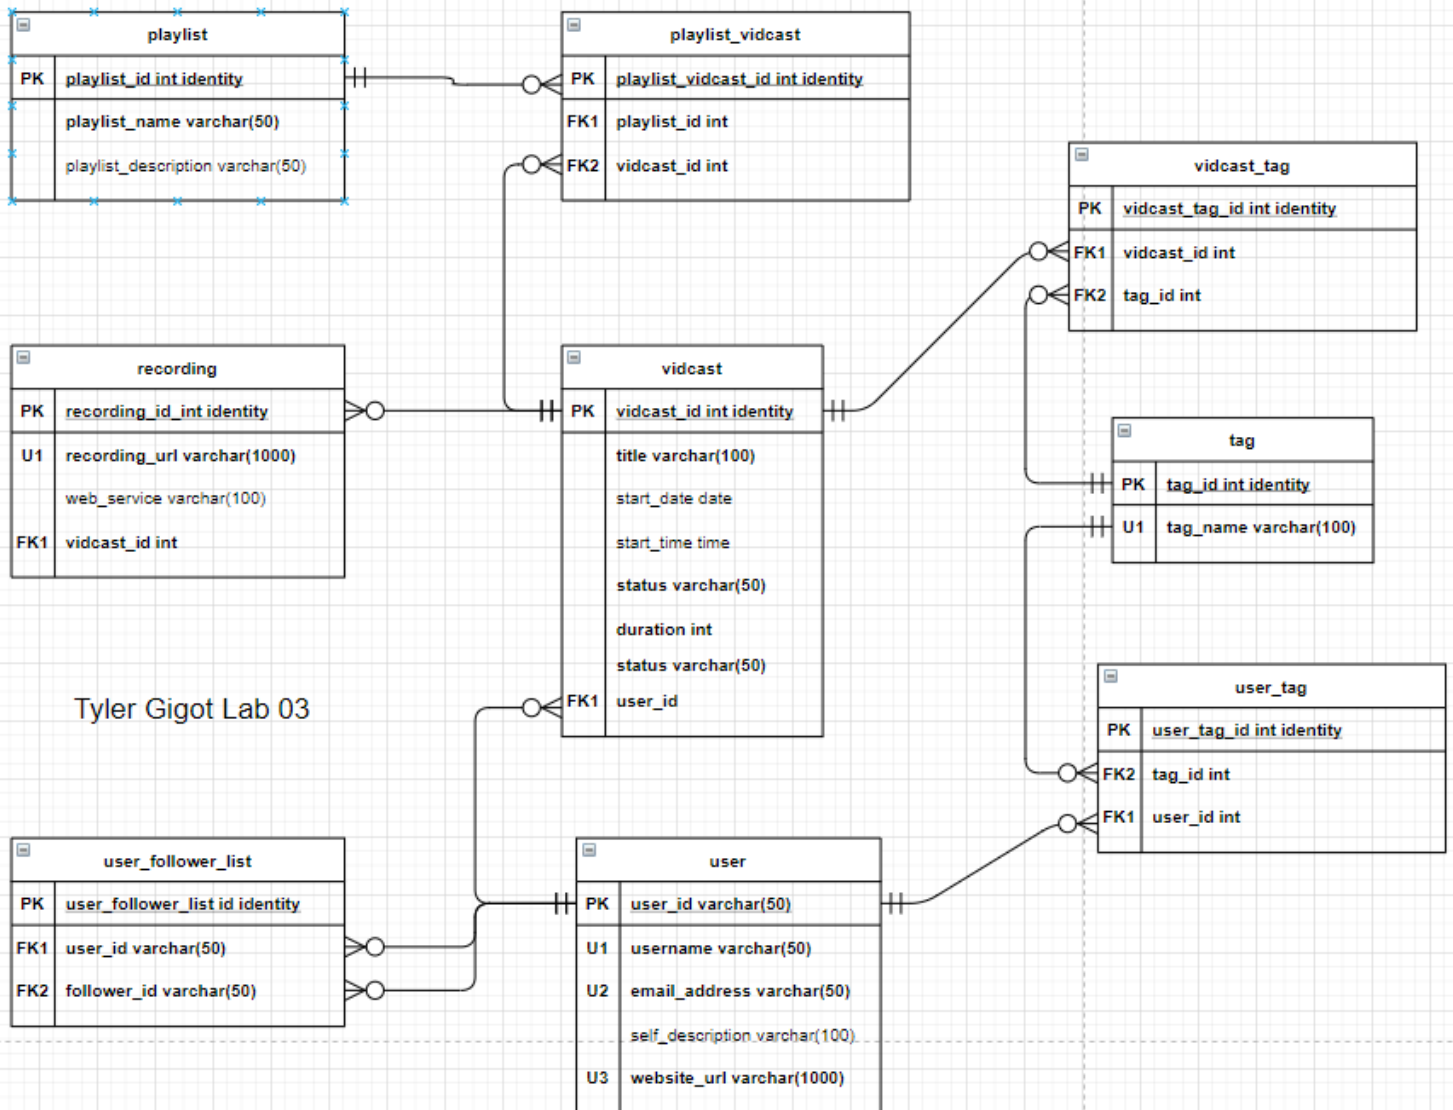 playlist
PK playlist_id int identity
playlist_name varchar(50)
playlist_description varchar(50)
playlist_vidcast
PK playlist_vidcast_id int identity
FK1 playlist_id int
FK2 vidcast_id int
vidcast_tag
PK vidcast_tag_id int identity
FK1 vidcast_id int
FK2 tag_id int
recording
PK recording_id_int identity
U1 recording_url varchar(1000)
web_service varchar(100)
FK1 vidcast_id int
vidcast
PK vidcast_id int identity
title varchar(100)
start_date date
start_time time
status varchar(50)
duration int
status varchar(50)
FK1 user_id
tag
PK tag_id int identity
U1 tag_name varchar(100)
Tyler Gigot Lab 03
user_tag
PK user_tag_id int identity
FK2 tag_id int
FK1 user_id int
user_follower_list
PK user_follower_list id identity
FK1 user_id varchar(50)
FK2 follower_id varchar(50)
user
PK user_id varchar(50)
U1 username varchar(50)
U2 email_address varchar(50)
self_description varchar(100)
U3 website_url varchar(1000)